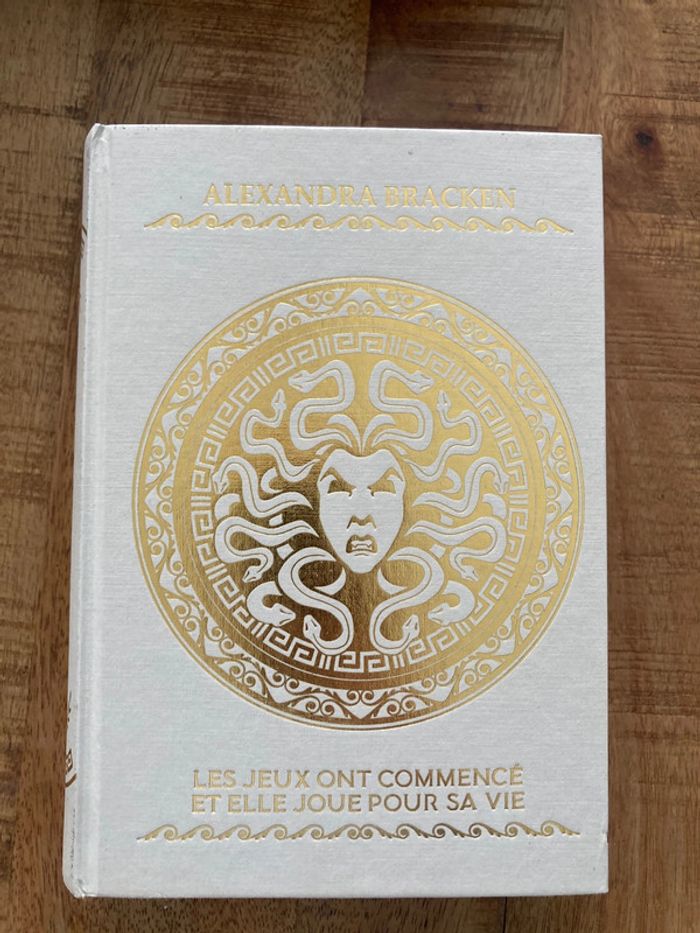 ALEXANDRA BRACKEN
LES JEUX ONT COMMENCÉ
ET ELLE JOUE POUR SA VIE